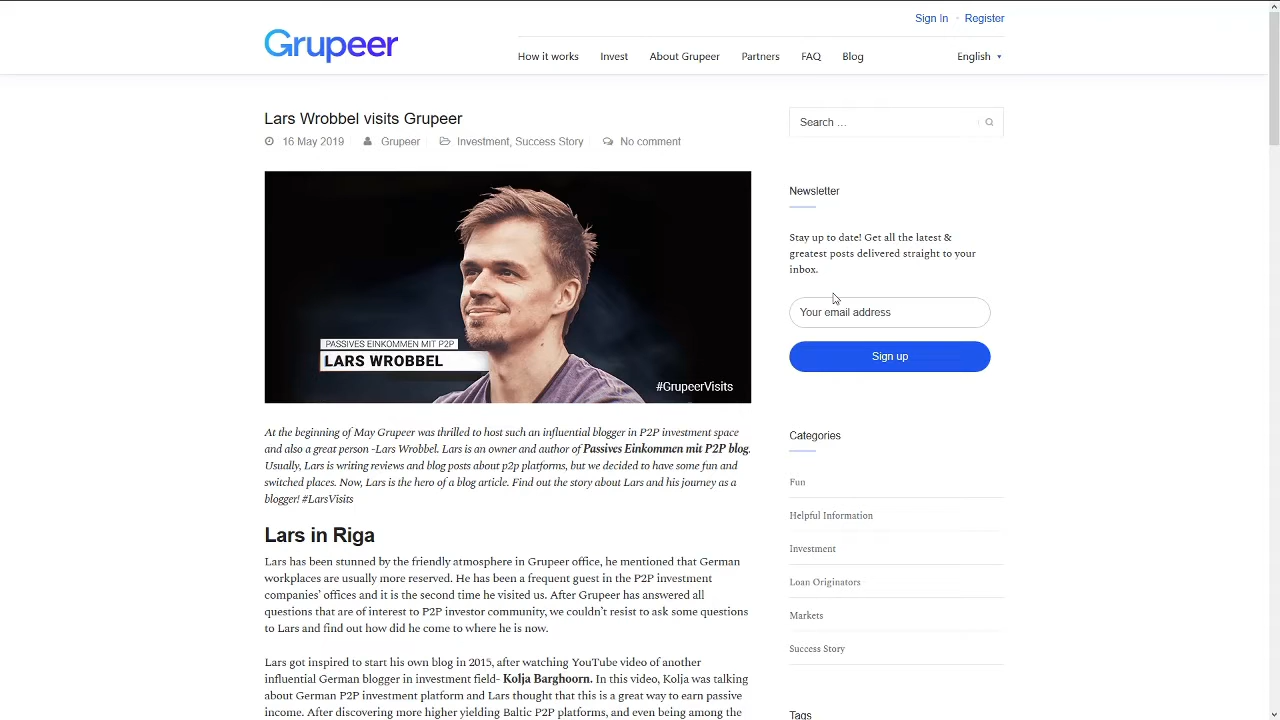 Sign In
Register
Grupeer
How it works
Invest
About Grupeer
Partners
FAQ
Blog
English
Lars Wrobbel visits Grupeer
16 May 2019
Grupeer
Investment, Success Story
No comment
PASSIVES EINKOMMEN MIT P2P
LARS WROBBEL
#GrupeerVisits
At the beginning of May Grupeer was thrilled to host such an influential blogger in P2P investment space
and also a great person -Lars Wrobbel. Lars is an owner and author of Passives Einkommen mit P2P blog.
Usually, Lars is writing reviews and blog posts about p2p platforms, but we decided to have some fun and
switched places. Now, Lars is the hero of a blog article. Find out the story about Lars and his journey as a
blogger! #LarsVisits
Lars in Riga
Lars has been stunned by the friendly atmosphere in Grupeer office, he mentioned that German
workplaces are usually more reserved. He has been a frequent guest in the P2P investment
companies' offices and it is the second time he visited us. After Grupeer has answered all
questions that are of interest to P2P investor community, we couldn't resist to ask some questions
to Lars and find out how did he come to where he is now.
Lars got inspired to start his own blog in 2015, after watching YouTube video of another
influential German blogger in investment field- Kolja Barghoorn. In this video, Kolja was talking
about German P2P investment platform and Lars thought that this is a great way to earn passive
income. After discovering more higher yielding Baltic P2P platforms, and even being among the
Search …
Newsletter
Stay up to date! Get all the latest &
greatest posts delivered straight to your
inbox.
Your email address
Sign up
Categories
Fun
Helpful Information
Investment
Loan Originators
Markets
Success Story
Tags